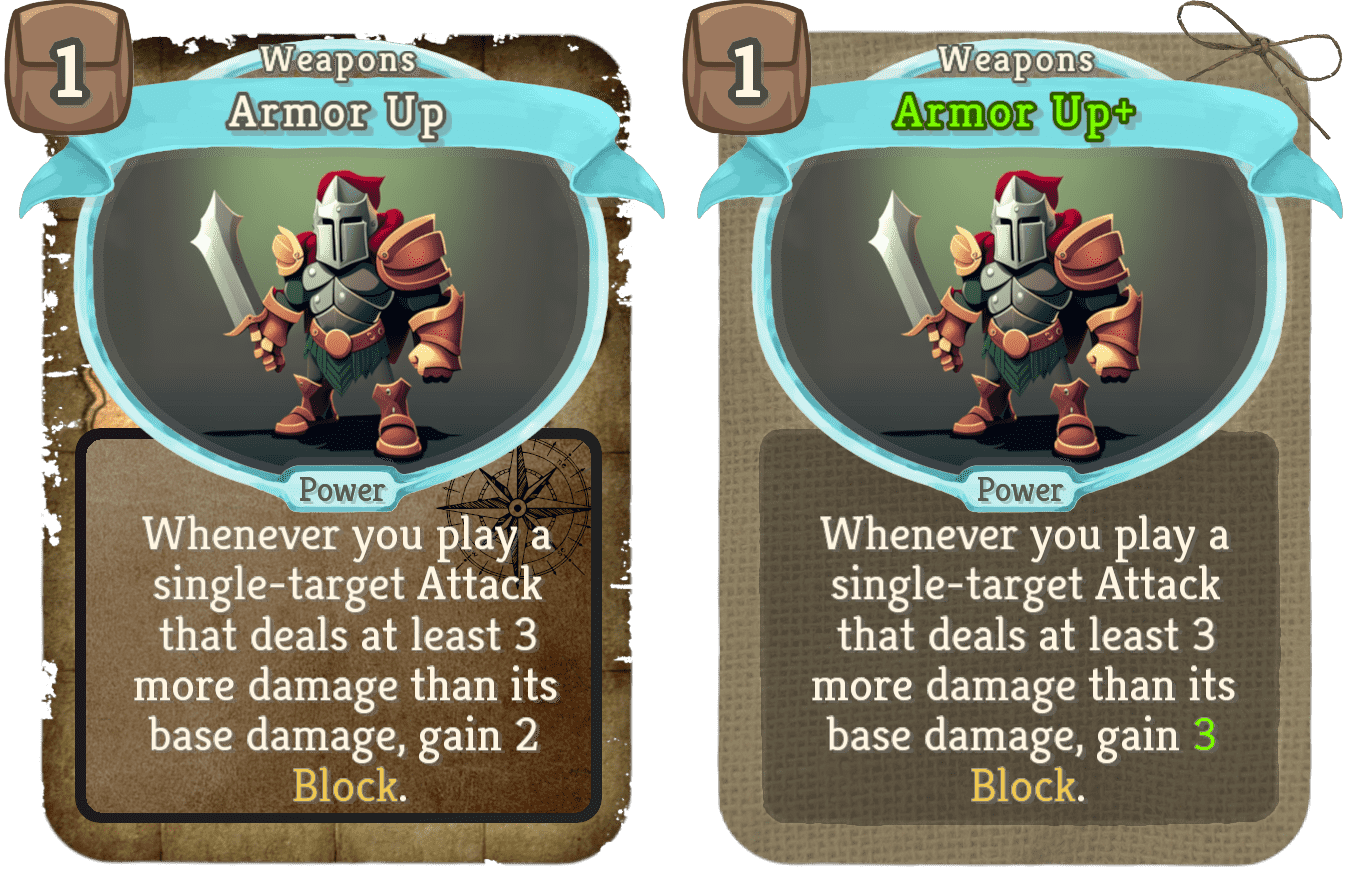 1
Weapons
Armor Up
Power
Whenever you play a
single-target Attack
that deals at least 3
more damage than its
base damage, gain 2
Block.
1
Weapons
Armor Up+
Power
Whenever you play a
single-target Attack
that deals at least 3
more damage than its
base damage, gain 3
Block.